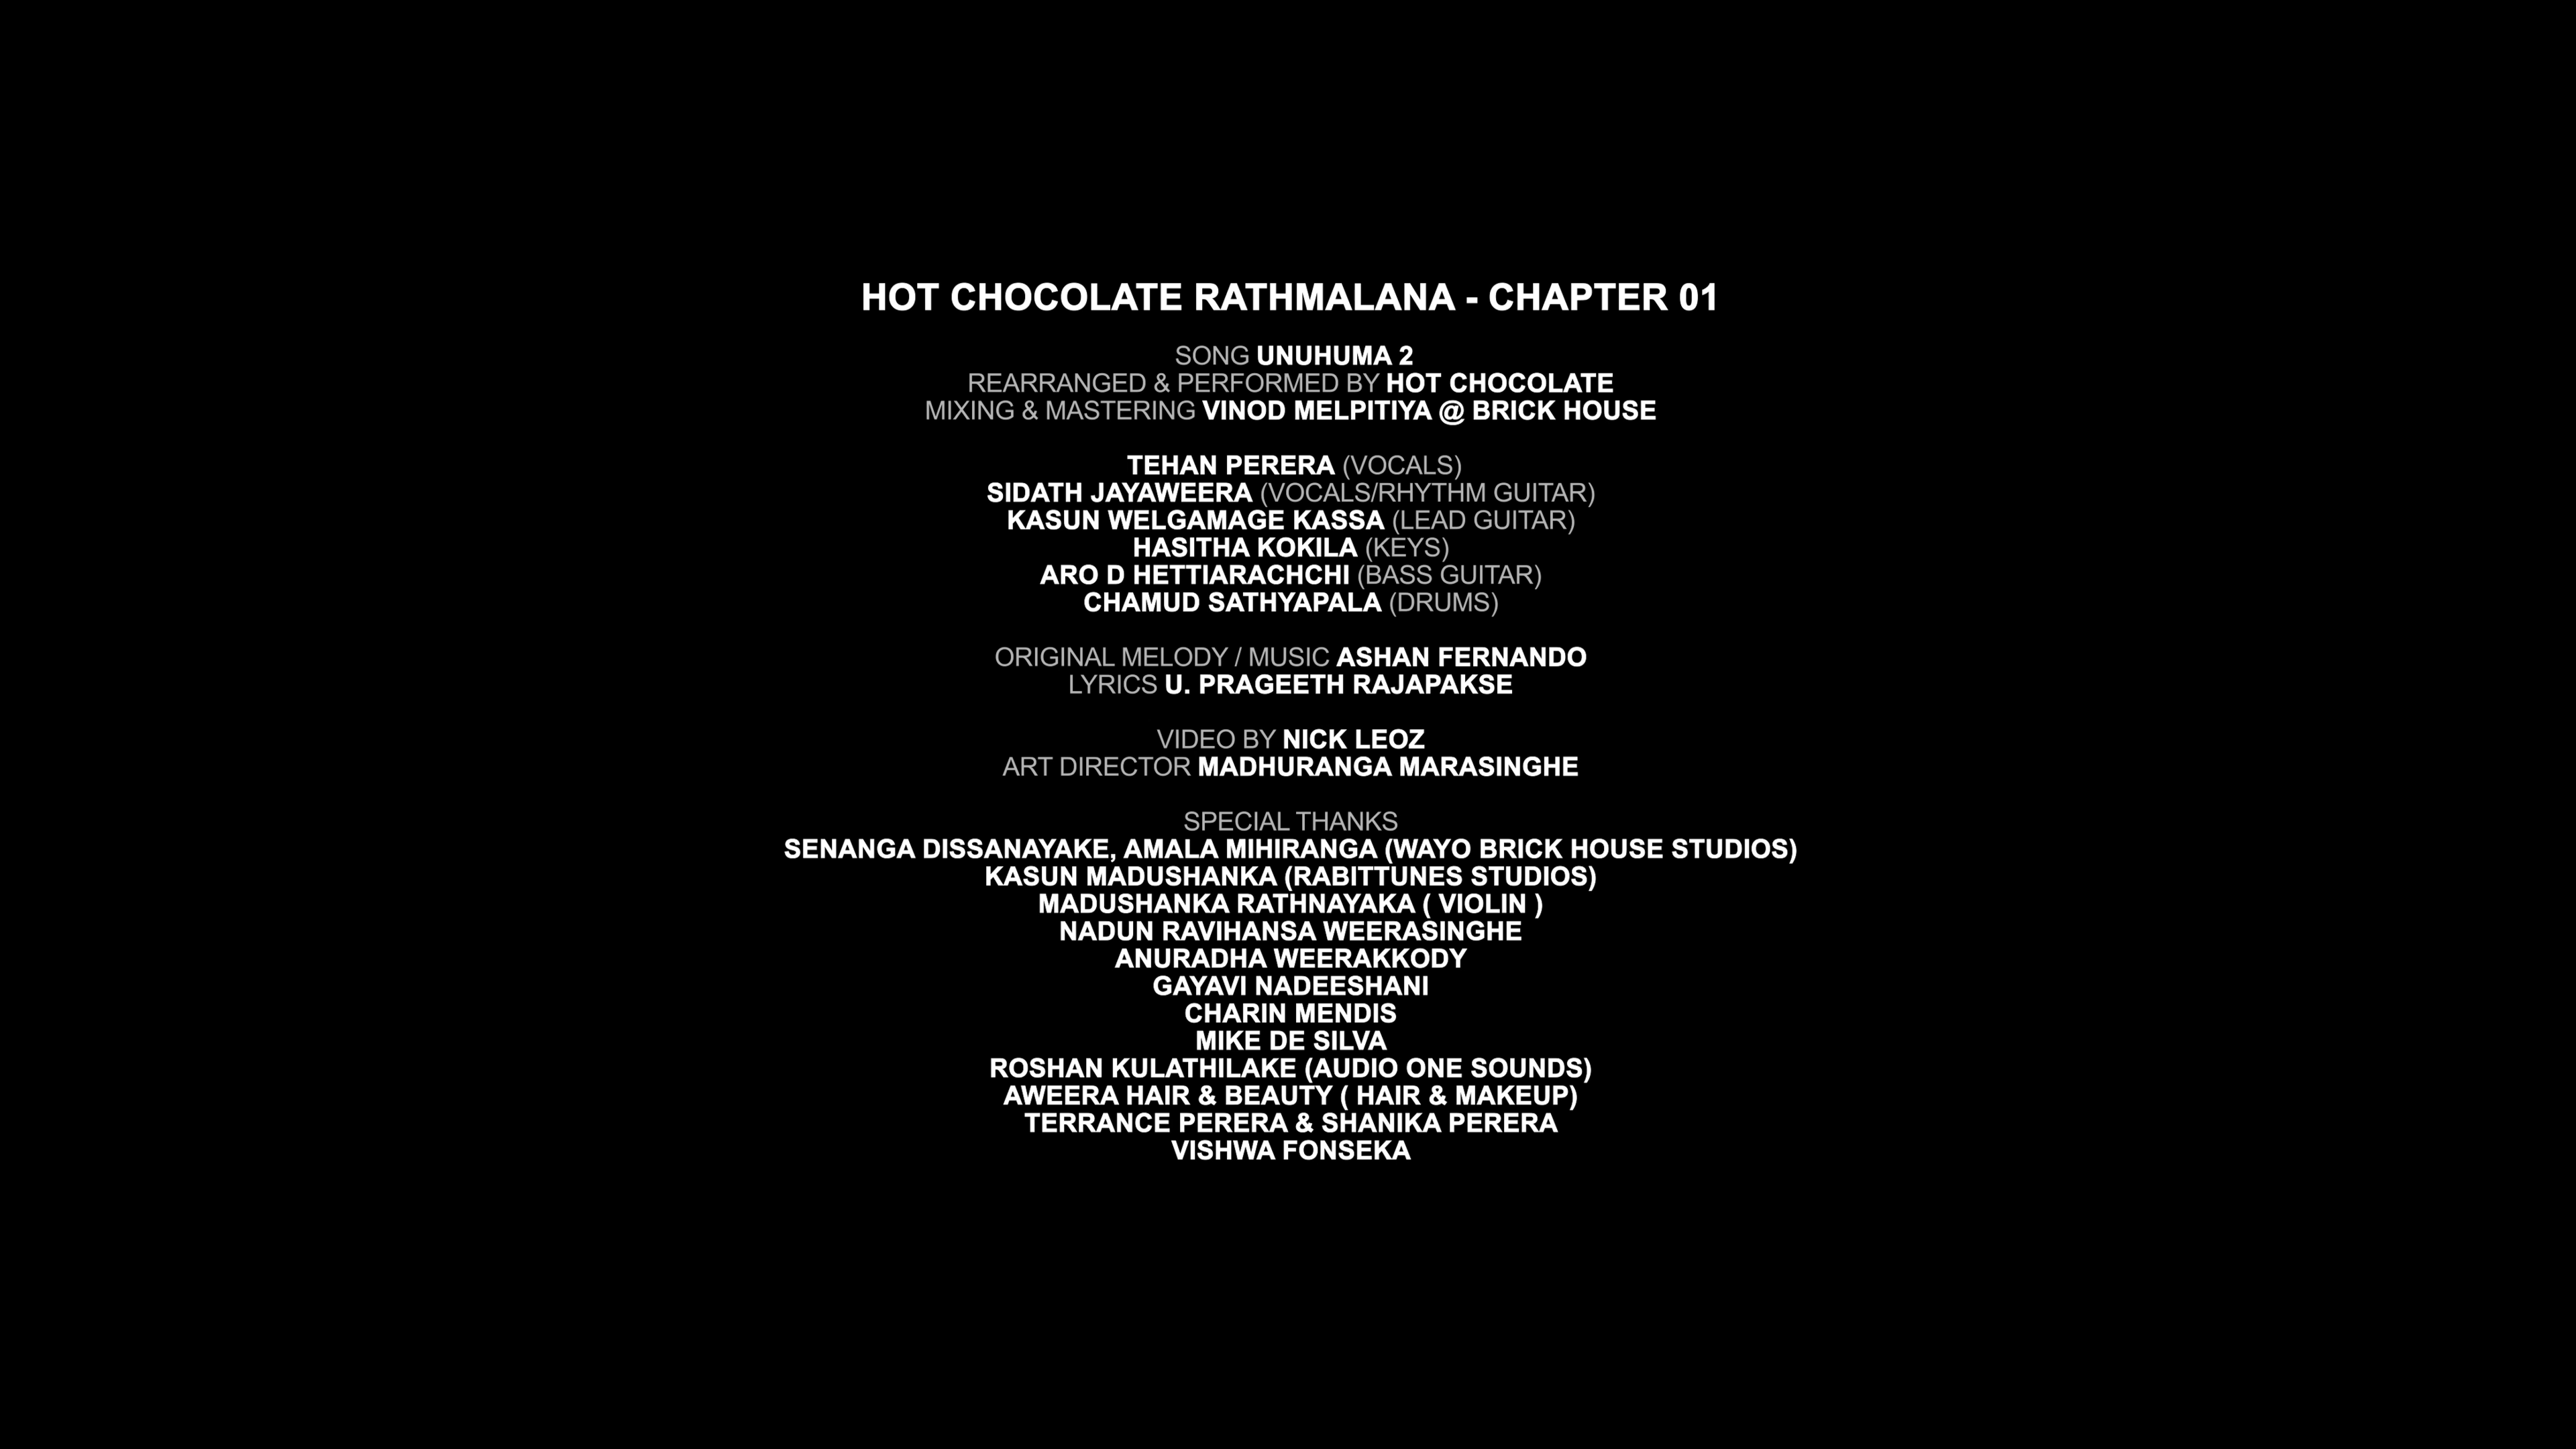 HOT CHOCOLATE RATHMALANA - CHAPTER 01
SONG UNUHUMA 2
REARRANGED & PERFORMED BY HOT CHOCOLATE
MIXING & MASTERING VINOD MELPITIYA @ BRICK HOUSE
TEHAN PERERA (VOCALS)
SIDATH JAYAWEERA (VOCALS/RHYTHM GUITAR)
KASUN WELGAMAGE KASSA (LEAD GUITAR)
HASITHA KOKILA (KEYS)
ARO D HETTIARACHCHI (BASS GUITAR)
CHAMUD SATHYAPALA (DRUMS)
ORIGINAL MELODY / MUSIC ASHAN FERNANDO
LYRICS U. PRAGEETH RAJAPAKSE
VIDEO BY NICK LEOZ
ART DIRECTOR MADHURANGA MARASINGHE
SPECIAL THANKS
SENANGA DISSANAYAKE, AMALA MIHIRANGA (WAYO BRICK HOUSE STUDIOS)
KASUN MADUSHANKA (RABITTUNES STUDIOS)
MADUSHANKA RATHNAYAKA ( VIOLIN )
NADUN RAVIHANSA WEERASINGHE
ANURADHA WEERAKKODY
GAYAVI NADEESHANI
CHARIN MENDIS
MIKE DE SILVA
ROSHAN KULATHILAKE (AUDIO ONE SOUNDS)
AWEERA HAIR & BEAUTY ( HAIR & MAKEUP)
TERRANCE PERERA & SHANIKA PERERA
VISHWA FONSEKA